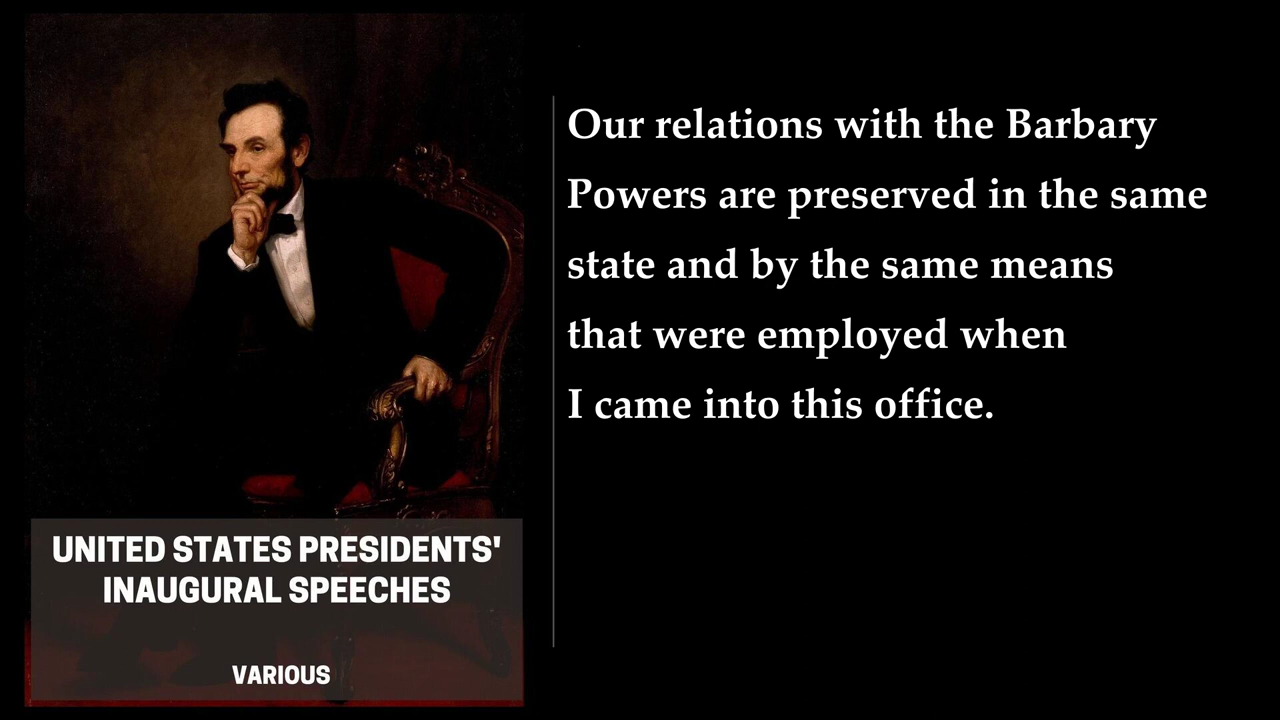 Our relations with the Barbary
Powers are preserved in the same
state and by the same means
that were employed when
I came into this office.
UNITED STATES PRESIDENTS'
INAUGURAL SPEECHES
VARIOUS